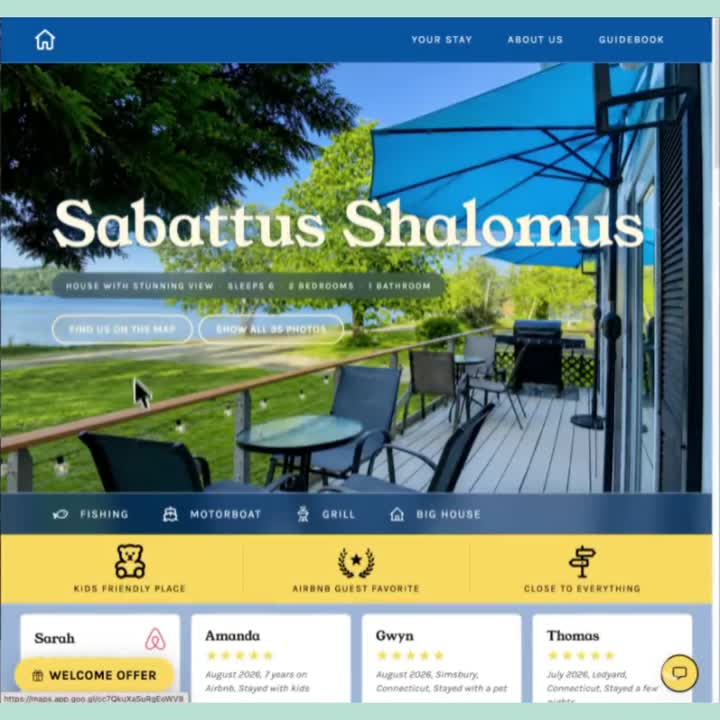 YOUR STAY ABOUT US GUIDEBOOK
Sabattus Shalomus
HOUSE WITH STUNNING VIEW · SLEEPS 6 2 BEDROOMS 1 BATHROOM
FIND US ON THE MAP SHOW ALL 35 PHOTOS
FISHING MOTORBOAT GRILL BIG HOUSE
KIDS FRIENDLY PLACE AIRBNB GUEST FAVORITE CLOSE TO EVERYTHING
Sarah Amanda Gwyn Thomas
August 2026, 7 years on August 2026, Simsbury, July 2026, Ledyard,
Airbnb, Stayed with kids Connecticut, Stayed with a pet Connecticut, Stayed a few
WELCOME OFFER